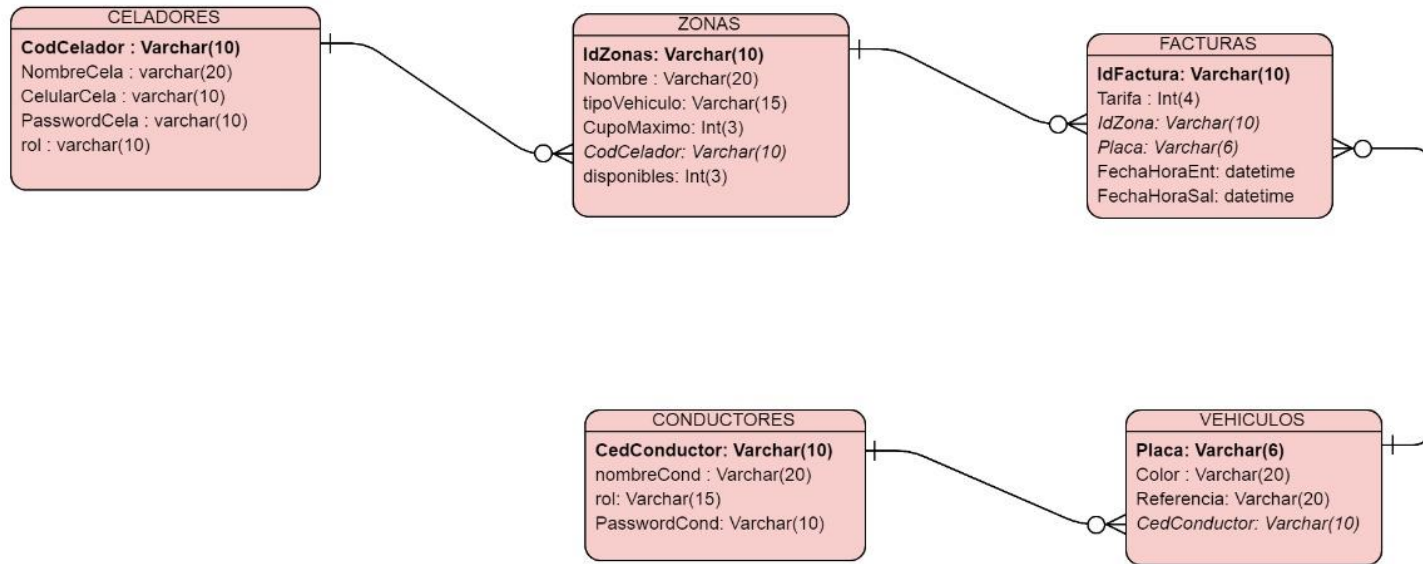 CELADORES
CodCelador : Varchar(10)
NombreCela : varchar(20)
CelularCela : varchar(10)
PasswordCela : varchar(10)
rol : varchar(10)
ZONAS
IdZonas: Varchar(10)
Nombre : Varchar(20)
tipoVehiculo: Varchar(15)
CupoMaximo: Int(3)
CodCelador: Varchar(10)
disponibles: Int(3)
FACTURAS
IdFactura: Varchar(10)
Tarifa : Int(4)
IdZona: Varchar(10)
Placa: Varchar(6)
FechaHoraEnt: datetime
FechaHoraSal: datetime
CONDUCTORES
CedConductor: Varchar(10)
nombreCond : Varchar(20)
rol: Varchar(15)
PasswordCond: Varchar(10)
VEHICULOS
Placa: Varchar(6)
Color : Varchar(20)
Referencia: Varchar(20)
CedConductor: Varchar(10)